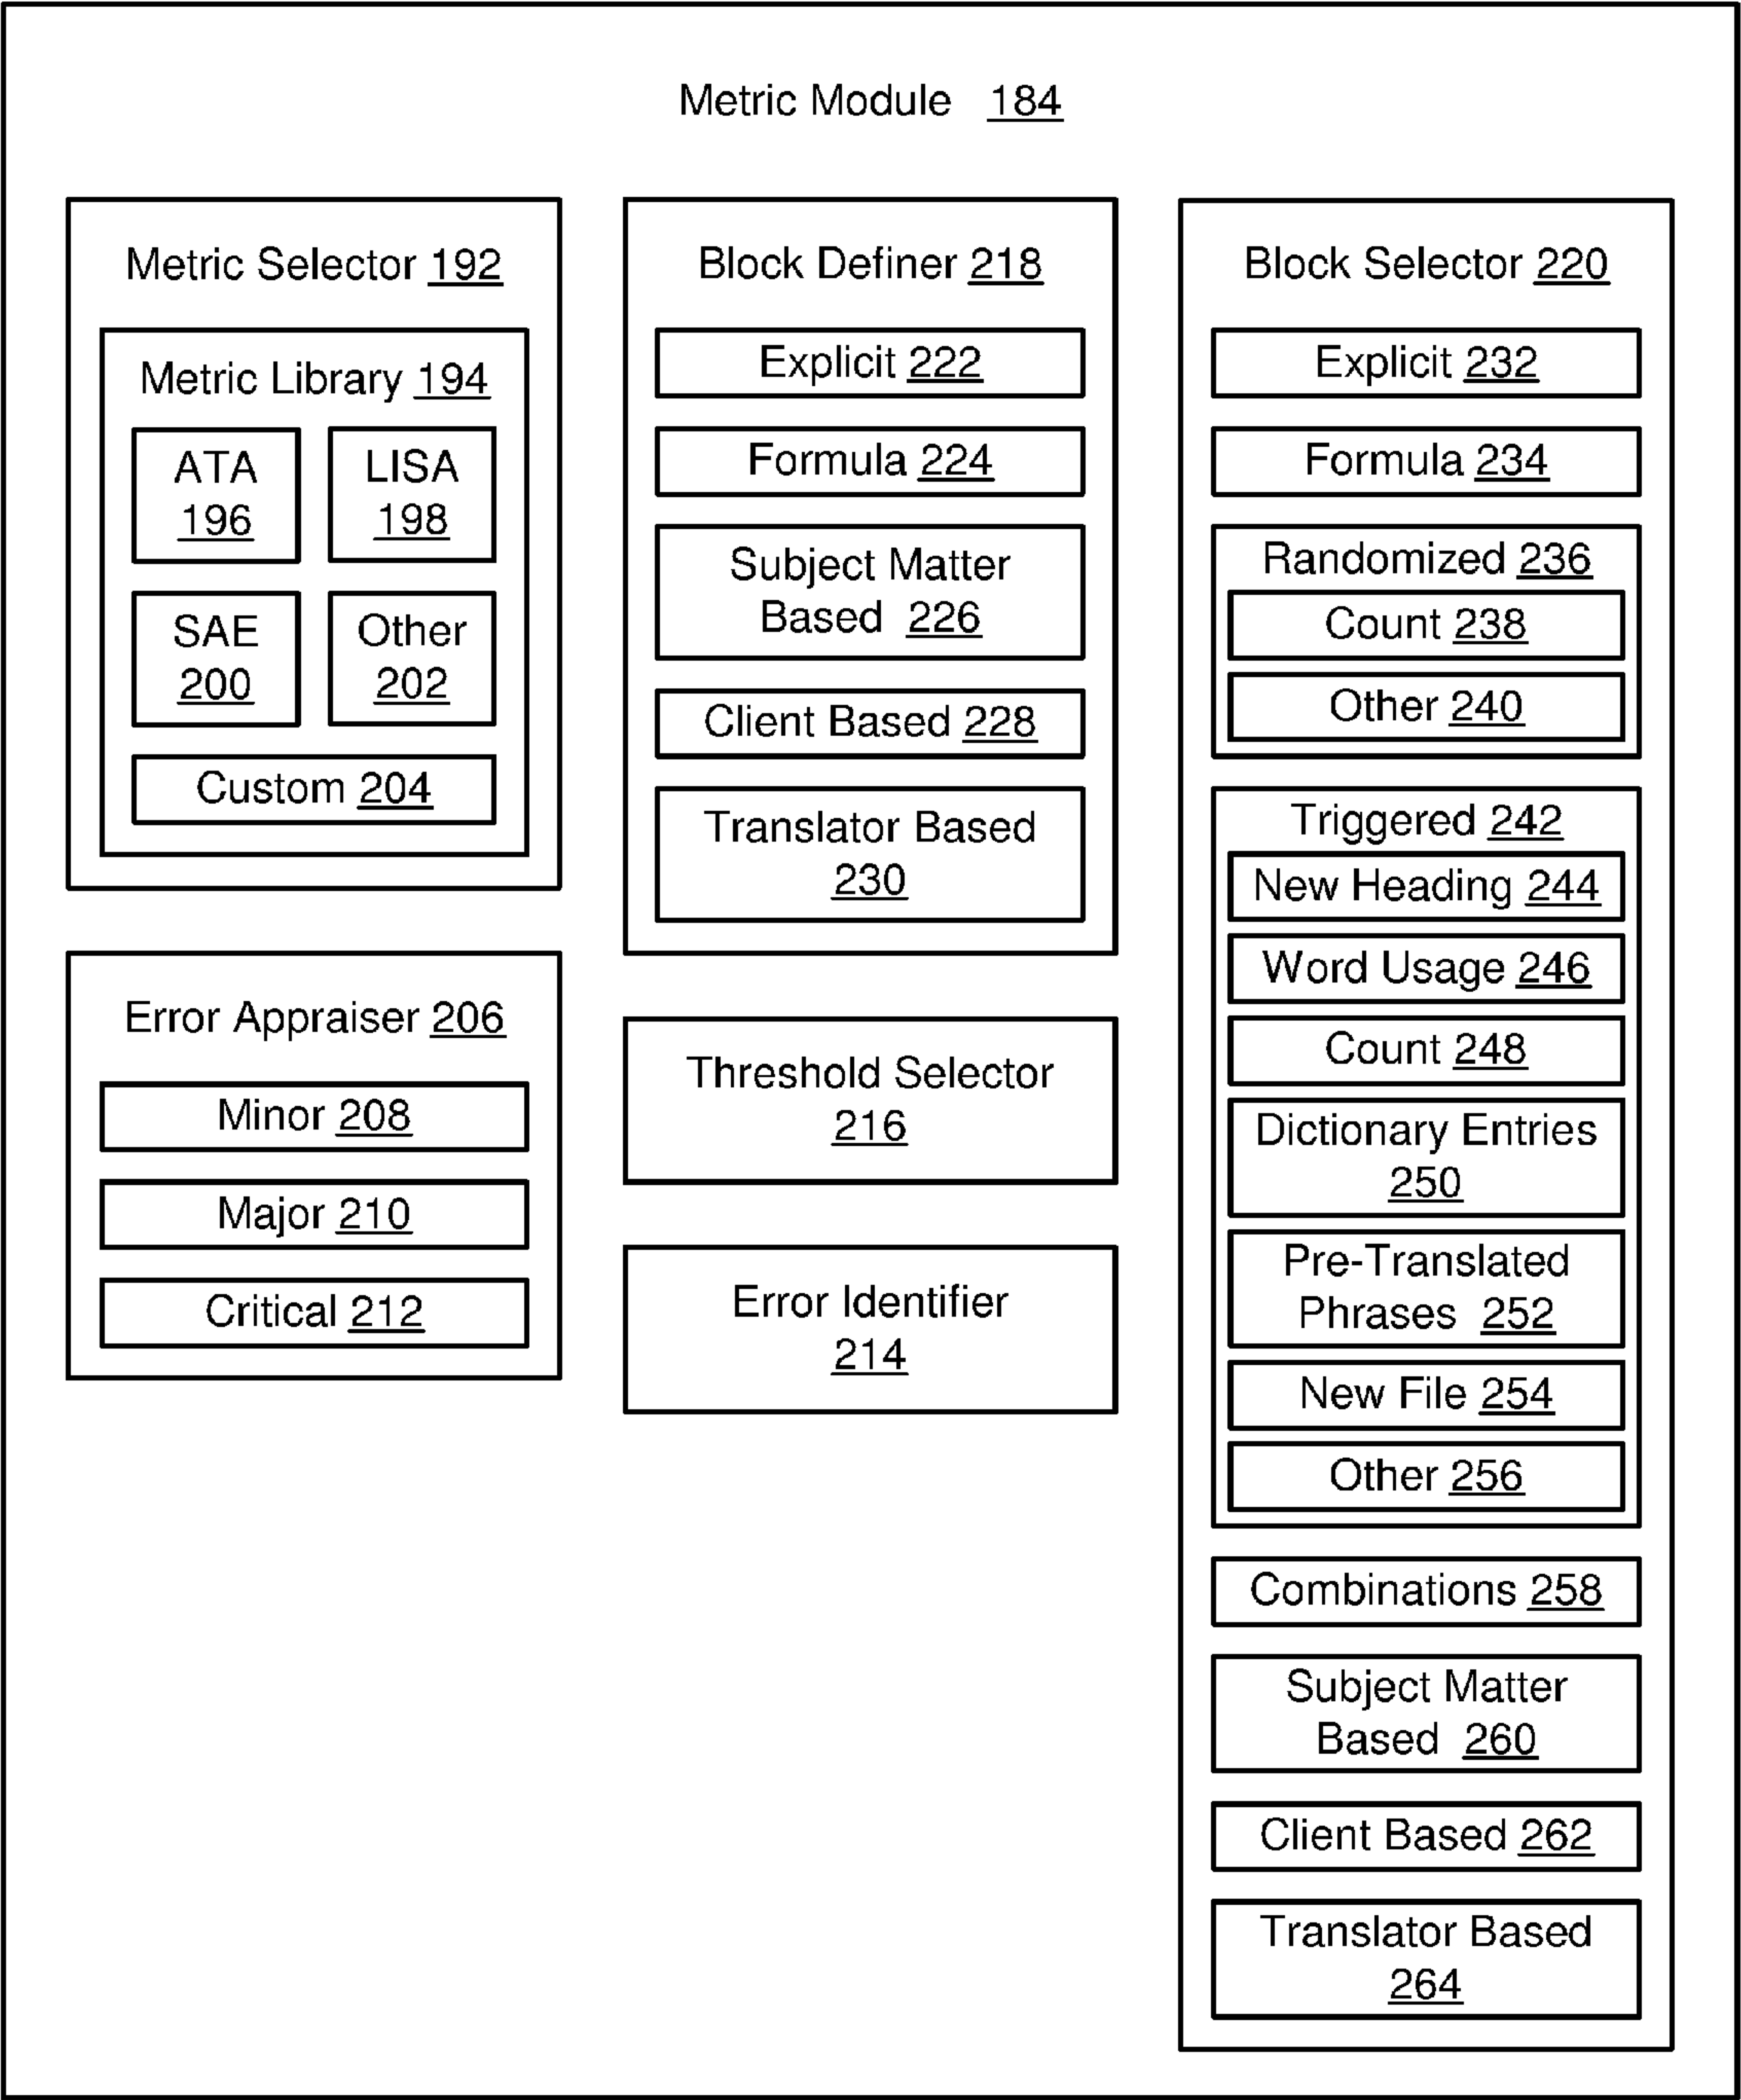 Metric Module 184
Metric Selector 192
Metric Library 194
ATA
196
LISA
198
SAE
200
Other
202
Custom 204
Error Appraiser 206
Minor 208
Major 210
Critical 212
Block Definer 218
Explicit 222
Formula 224
Subject Matter
Based 226
Client Based 228
Translator Based
230
Threshold Selector
216
Error Identifier
214
Block Selector 220
Explicit 232
Formula 234
Randomized 236
Count 238
Other 240
Triggered 242
New Heading 244
Word Usage 246
Count 248
Dictionary Entries
250
Pre-Translated
Phrases 252
New File 254
Other 256
Combinations 258
Subject Matter
Based 260
Client Based 262
Translator Based
264